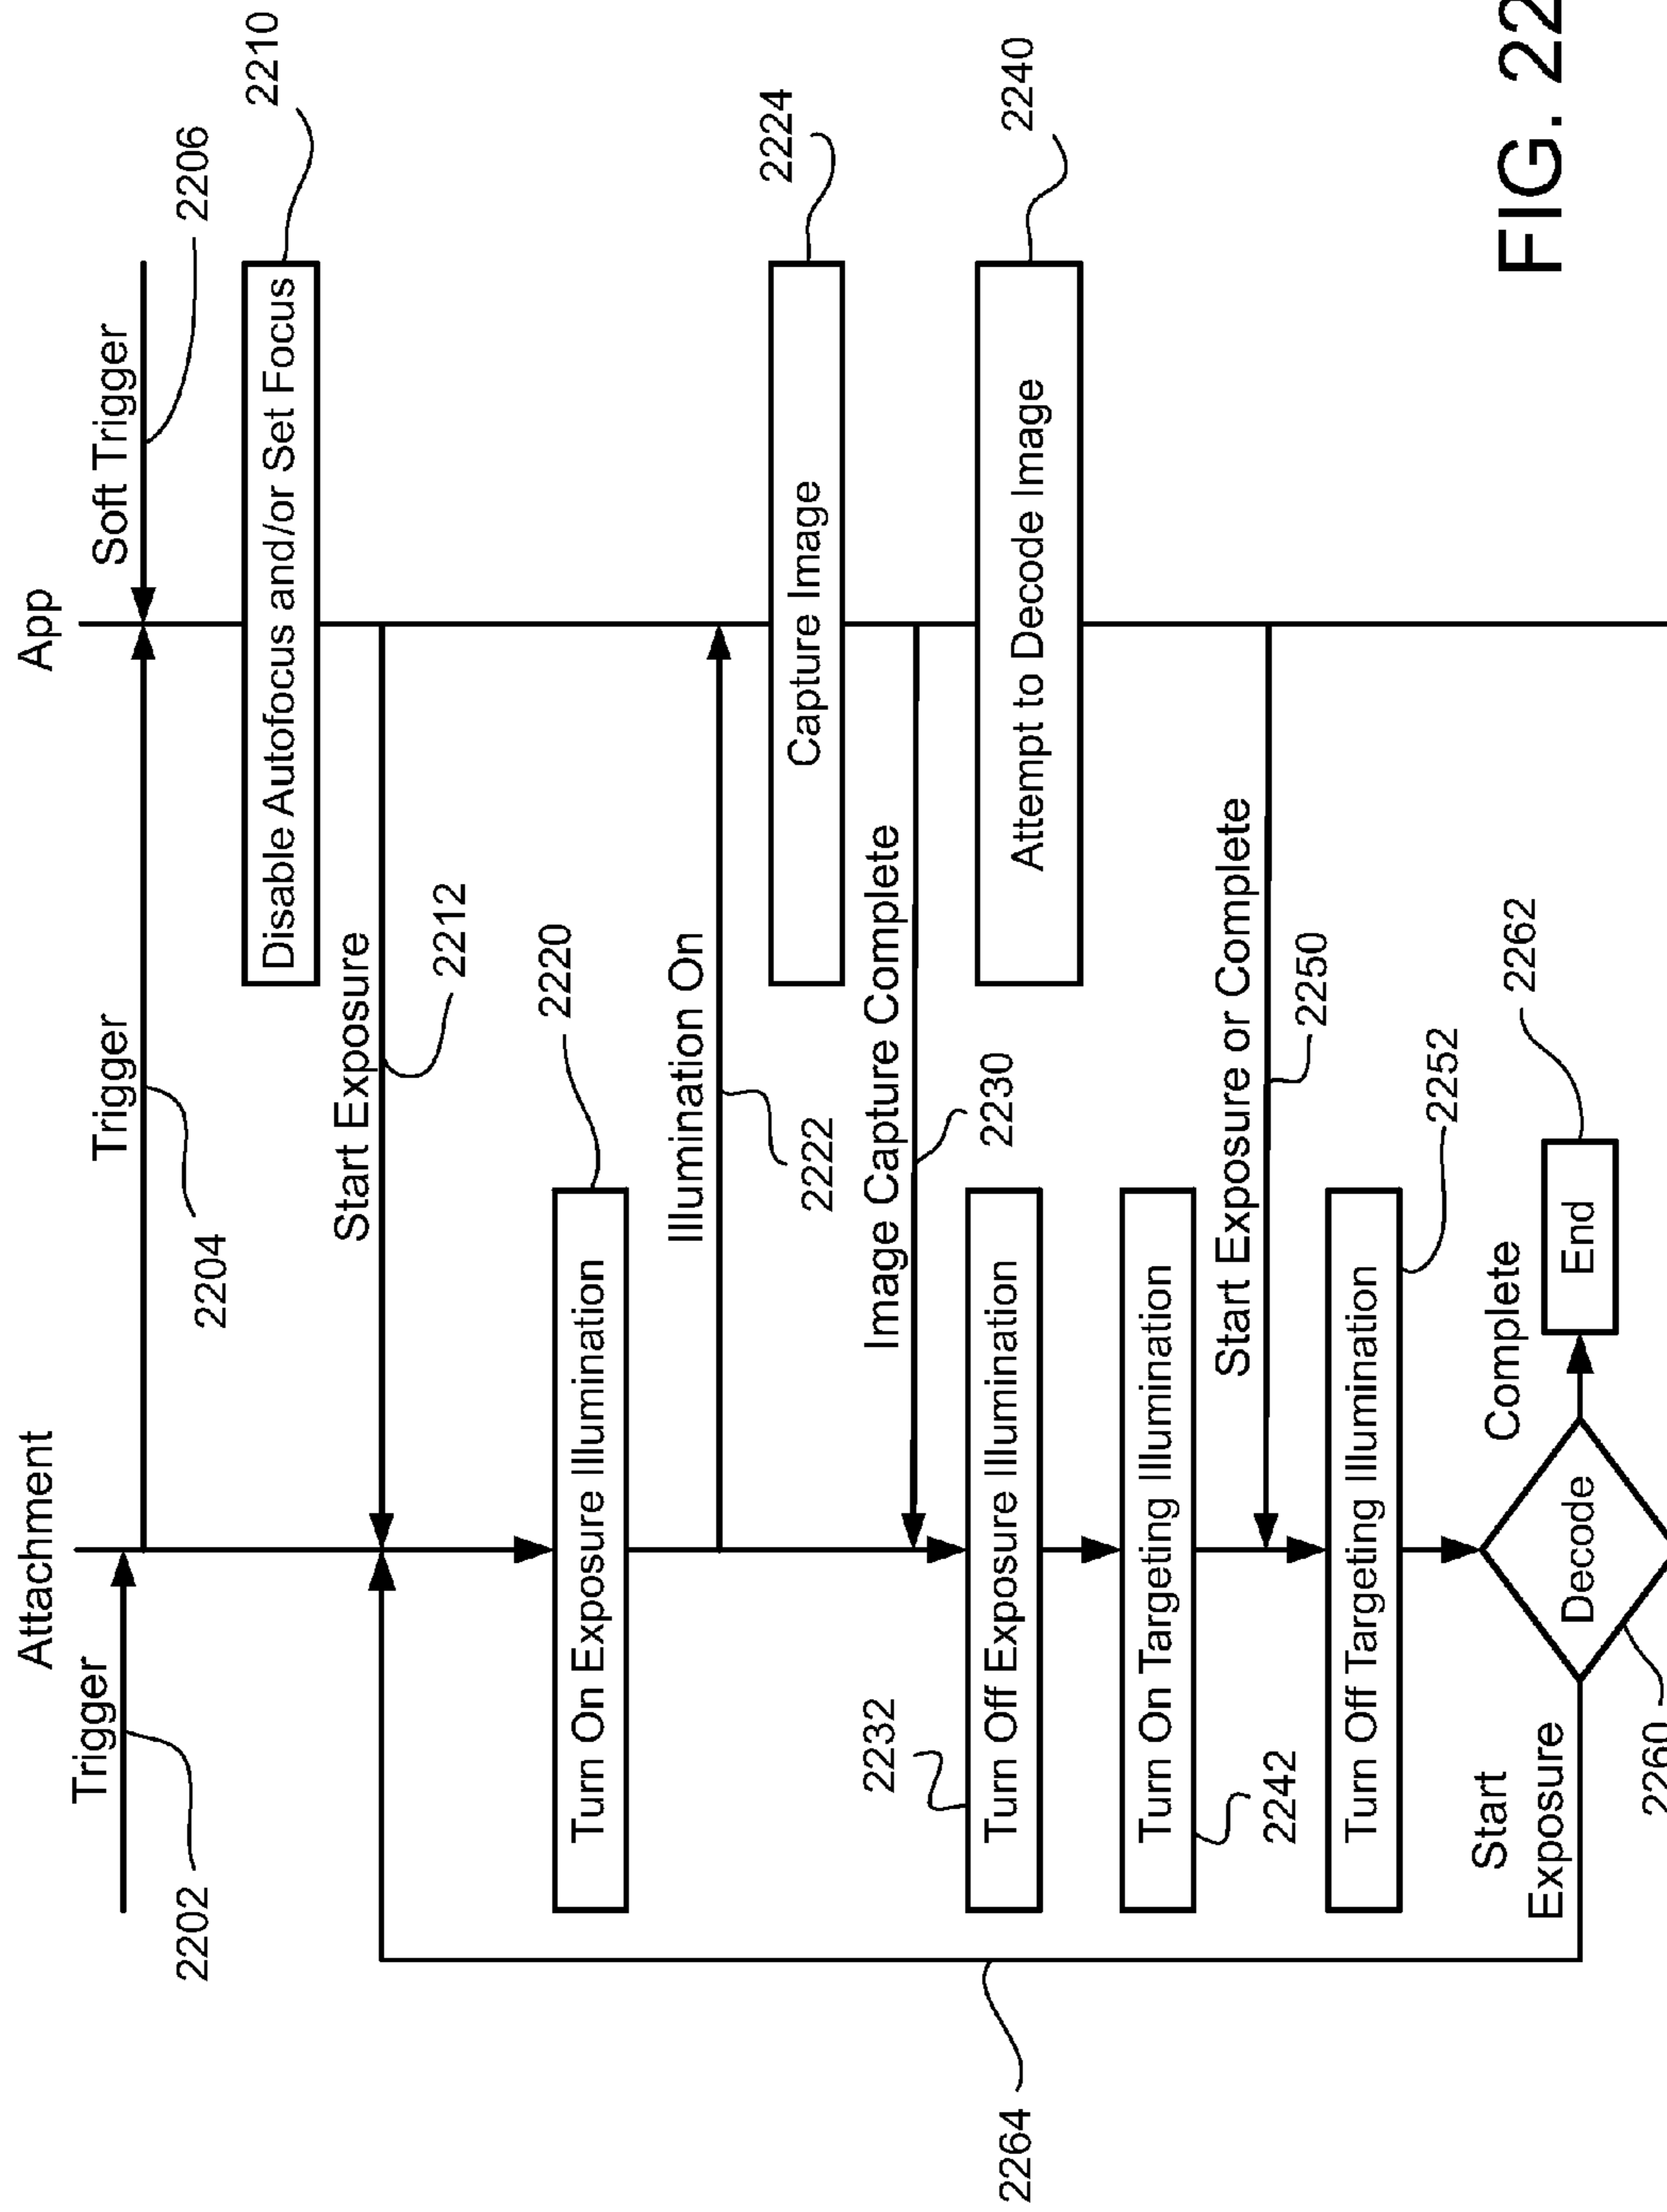 Attachment
App
Trigger
2202
Trigger
2204
Soft Trigger
2206
Disable Autofocus and/or Set Focus
2210
Start Exposure
2212
Turn On Exposure Illumination
2220
Illumination On
2222
Capture Image
2224
Image Capture Complete
2230
Turn Off Exposure Illumination
2232
Attempt to Decode Image
2240
Turn On Targeting Illumination
2242
Start Exposure or Complete
2250
Turn Off Targeting Illumination
2252
Decode
2260
Complete
End
2262
Start
Exposure
2264
FIG. 22